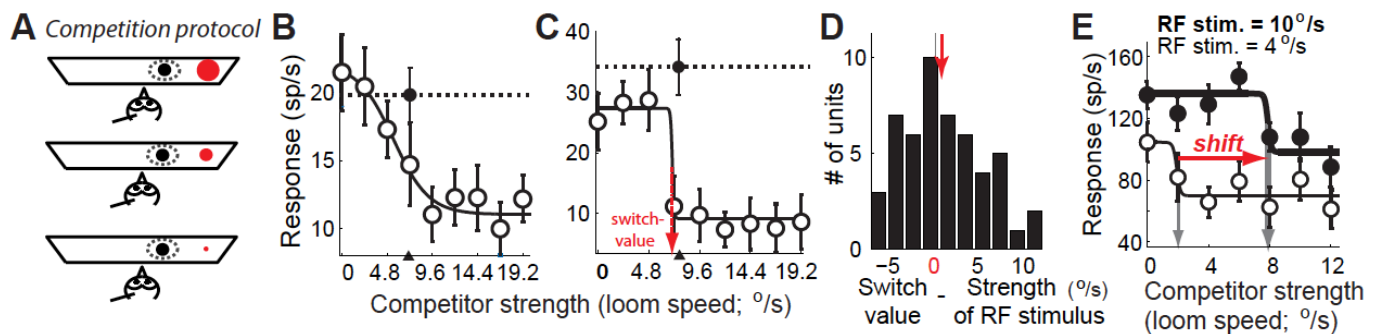 A Competition protocol
B
Response (sp/s)
20
15
10
0 4.8 9.6 14.4 19.2
C
40
30
20
10
switch-
value
0 4.8 9.6 14.4 19.2
Competitor strength (loom speed; °/s)
D
# of units
10
5
0
−5 0 5 10
Switch value - Strength of RF stimulus (°/s)
E
RF stim. = 10°/s
RF stim. = 4 °/s
Response (sp/s)
160
120
80
40
shift
0 4 8 12
Competitor strength
(loom speed; °/s)